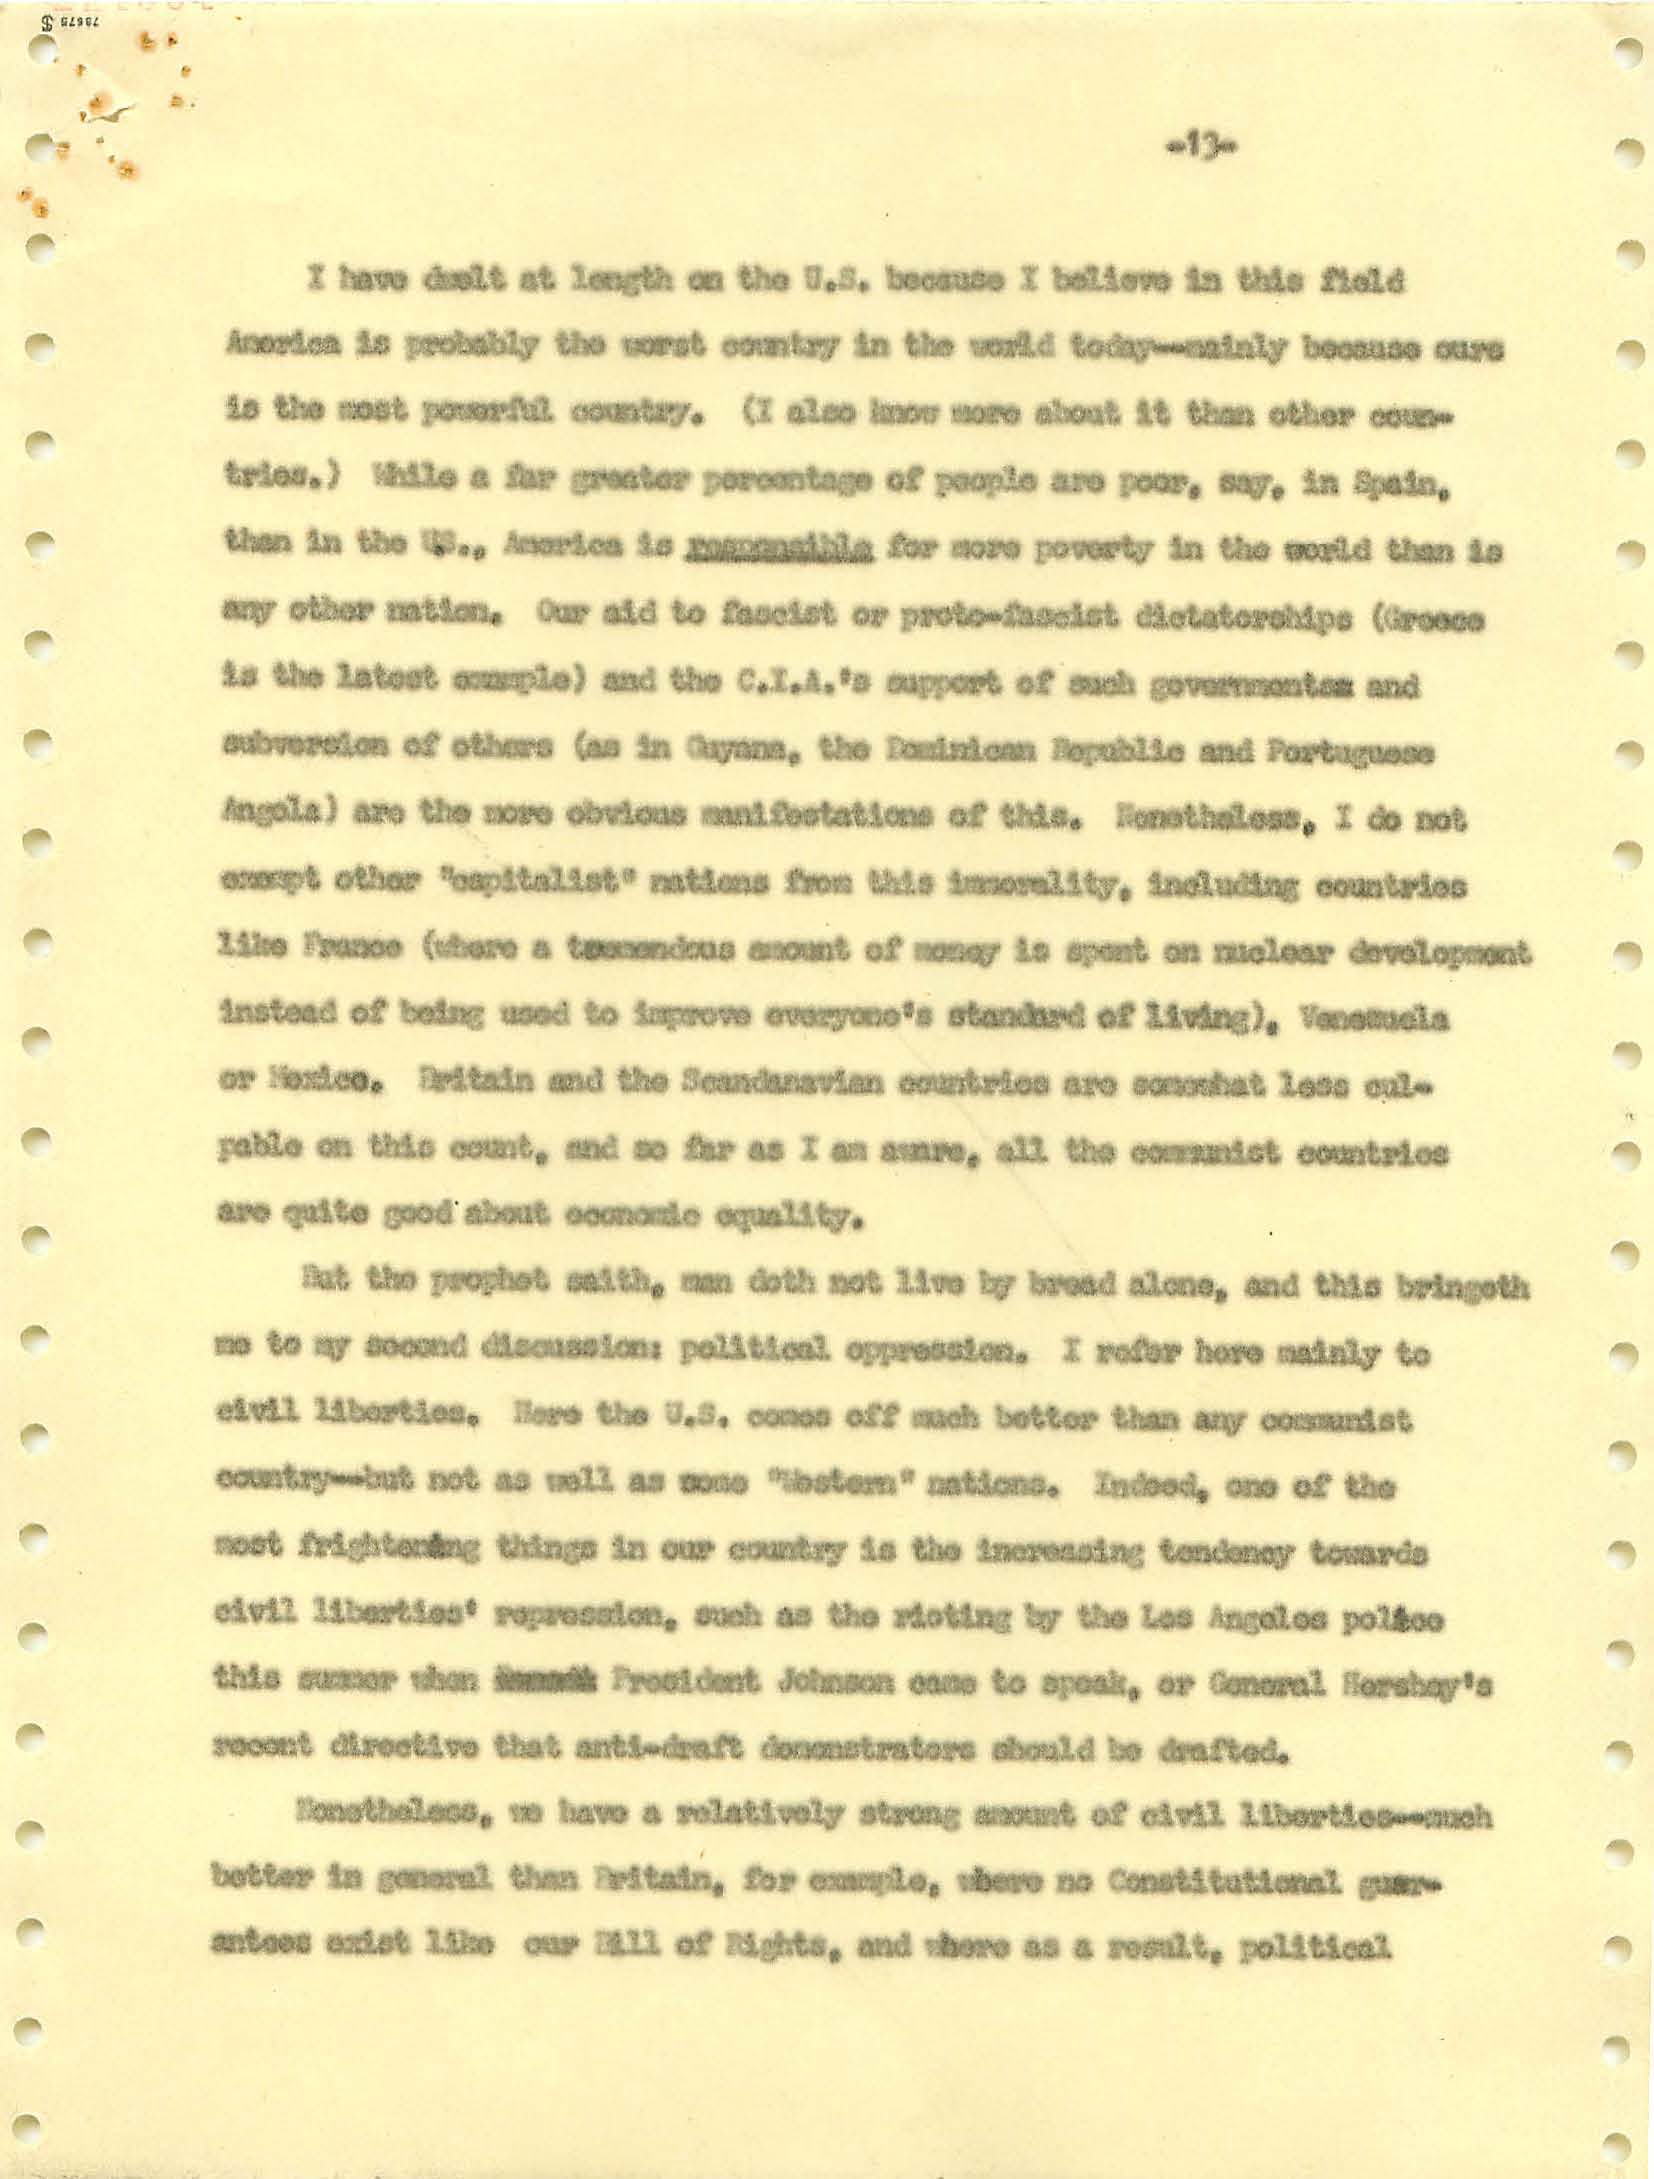 78675 $
-13-
I have dwelt at length on the U.S. because I believe in this field
America is probably the worst country in the world today--mainly because ours
is the most powerful country. (I also know more about it than other coun-
tries.) While a far greater percentage of people are poor, say, in Spain,
than in the U.S., America is responsible for more poverty in the world than is
any other nation. Our aid to fascist or proto-fascist dictatorships (Greece
is the latest example) and the C.I.A.'s support of such governments and
subversion of others (as in Guyana, the Dominican Republic and Portuguese
Angola) are the more obvious manifestations of this. Nonetheless, I do not
exempt other "capitalist" nations from this immorality, including countries
like France (where a tremendous amount of money is spent on nuclear development
instead of being used to improve everyone's standard of living), Venezuela
or Mexico. Britain and the Scandanavian countries are somewhat less cul-
pable on this count, and so far as I am aware, all the communist countries
are quite good about economic equality.
But the prophet saith, man doth not live by bread alone, and this bringeth
me to my second discussion: political oppression. I refer here mainly to
civil liberties. Here the U.S. comes off much better than any communist
country--but not as well as some "Western" nations. Indeed, one of the
most frightening things in our country is the increasing tendency towards
civil liberties' repression, such as the rioting by the Los Angeles police
this summer when President Johnson came to speak, or General Hershey's
recent directive that anti-draft demonstrators should be drafted.
Nonetheless, we have a relatively strong amount of civil liberties--much
better in general than Britain, for example, where no Constitutional guar-
antees exist like our Bill of Rights, and where as a result, political